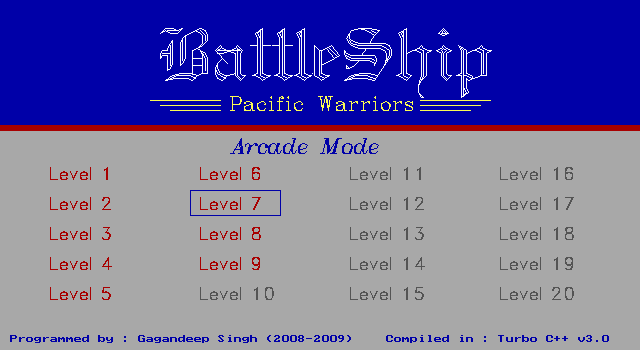 BattleShip
Pacific Warriors
Arcade Mode
Level 1 Level 6 Level 11 Level 16
Level 2 Level 7 Level 12 Level 17
Level 3 Level 8 Level 13 Level 18
Level 4 Level 9 Level 14 Level 19
Level 5 Level 10 Level 15 Level 20
Programmed by : Gagandeep Singh (2008-2009) Compiled in : Turbo C++ v3.0